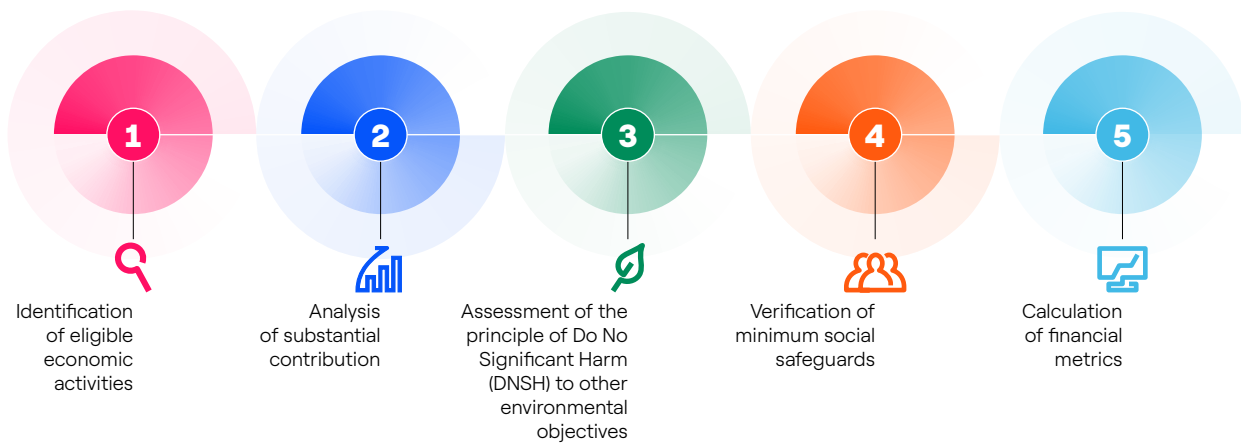 1
Identification
of eligible
economic
activities
2
Analysis
of substantial
contribution
3
Assessment of the
principle of Do No
Significant Harm
(DNSH) to other
environmental
objectives
4
Verification of
minimum social
safeguards
5
Calculation
of financial
metrics